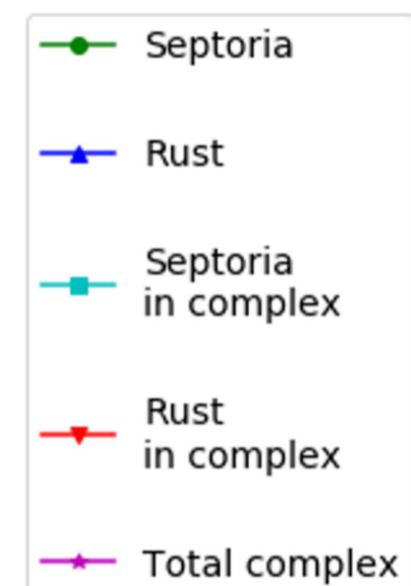 Septoria
Rust
Septoria
in complex
Rust
in complex
Total complex